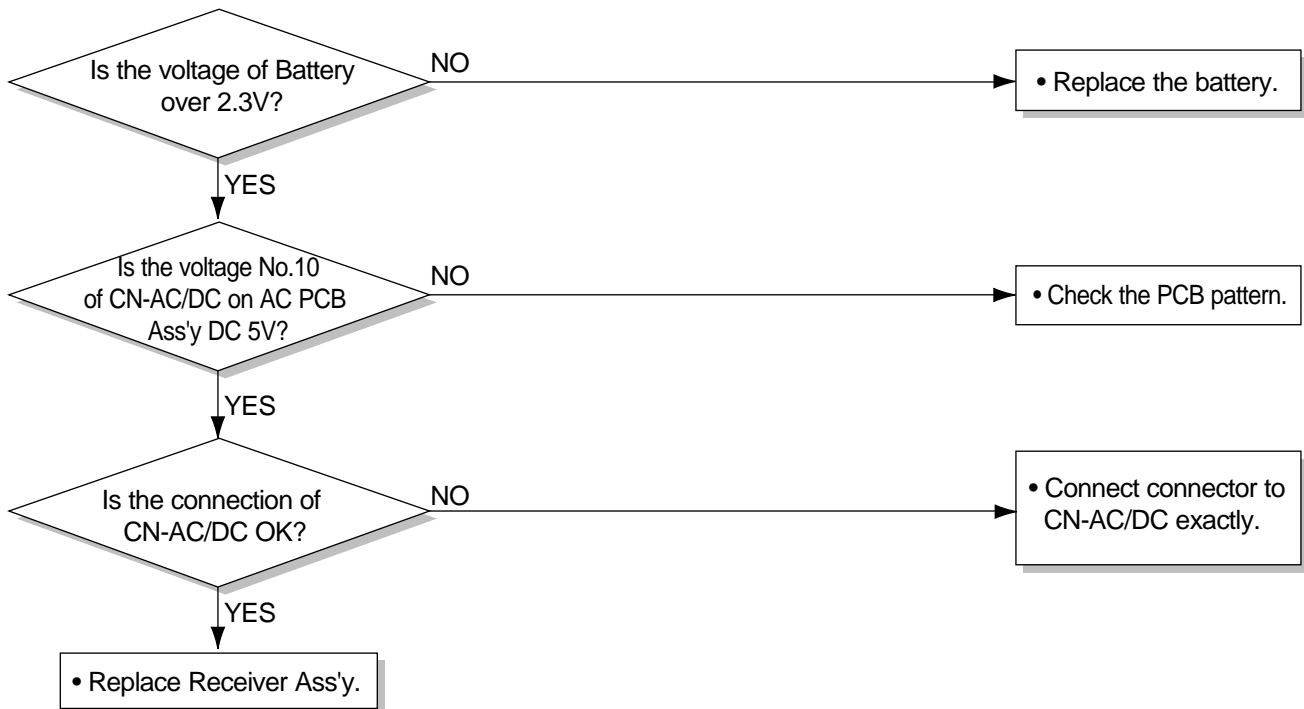 Is the voltage of Battery
over 2.3V?
NO
• Replace the battery.
YES
Is the voltage No.10
of CN-AC/DC on AC PCB
Ass'y DC 5V?
NO
• Check the PCB pattern.
YES
Is the connection of
CN-AC/DC OK?
NO
• Connect connector to
CN-AC/DC exactly.
YES
• Replace Receiver Ass'y.